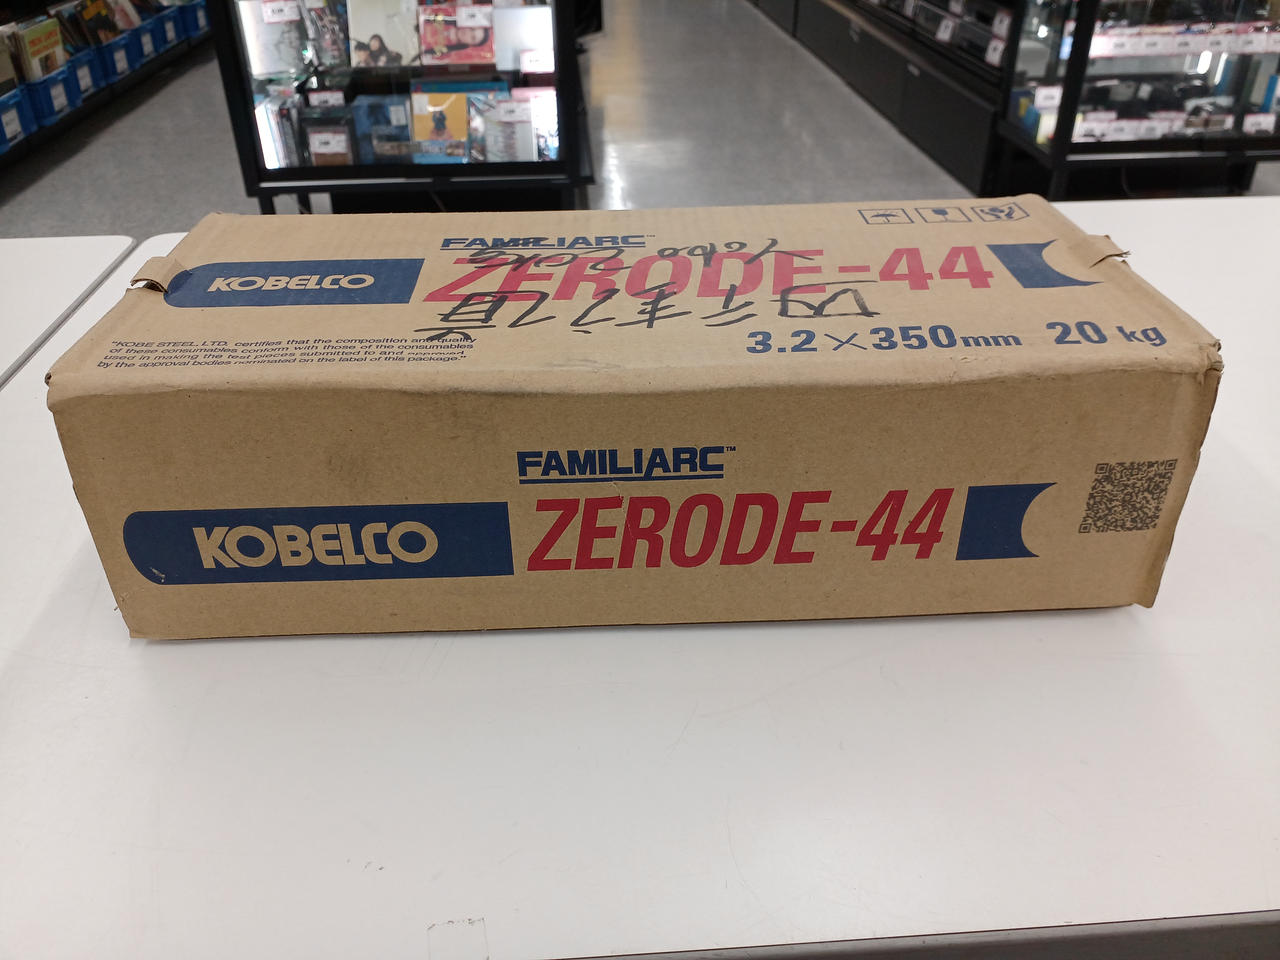 FAMILIARC™
KOBELCO
ZERODE-44
3.2×350mm 20 kg
"KOBE STEEL, LTD. certifies that the composition and quality
of these consumables conform with those of the consumables
used in making the test pieces submitted to and approved
by the approval bodies nominated on the label of this package."
FAMILIARC™
KOBELCO
ZERODE-44